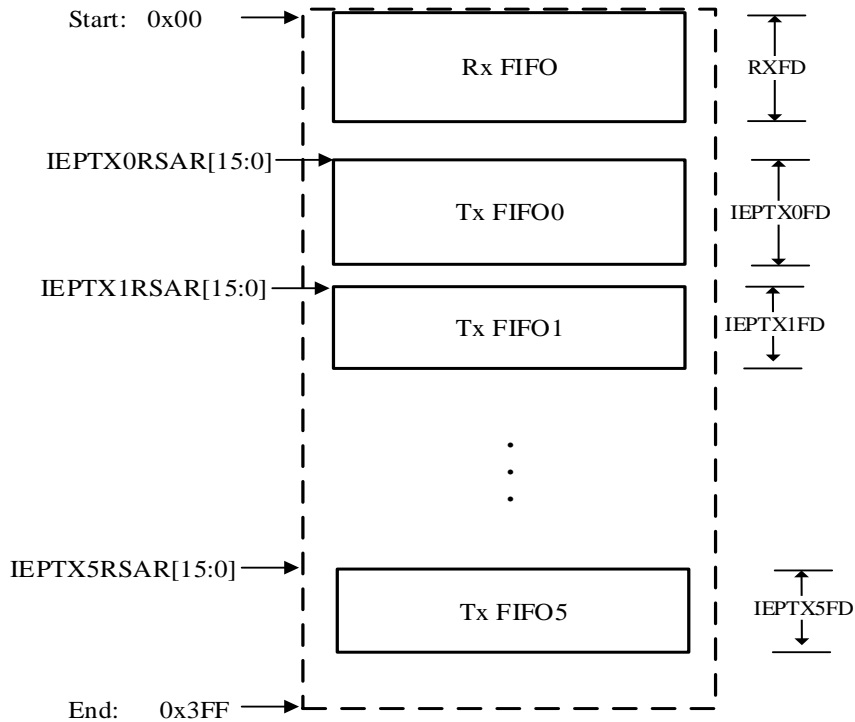 Start: 0x00
Rx FIFO
RXFD
IEPTX0RSAR[15:0]
Tx FIFO0
IEPTX0FD
IEPTX1RSAR[15:0]
Tx FIFO1
IEPTX1FD
IEPTX5RSAR[15:0]
Tx FIFO5
IEPTX5FD
End: 0x3FF